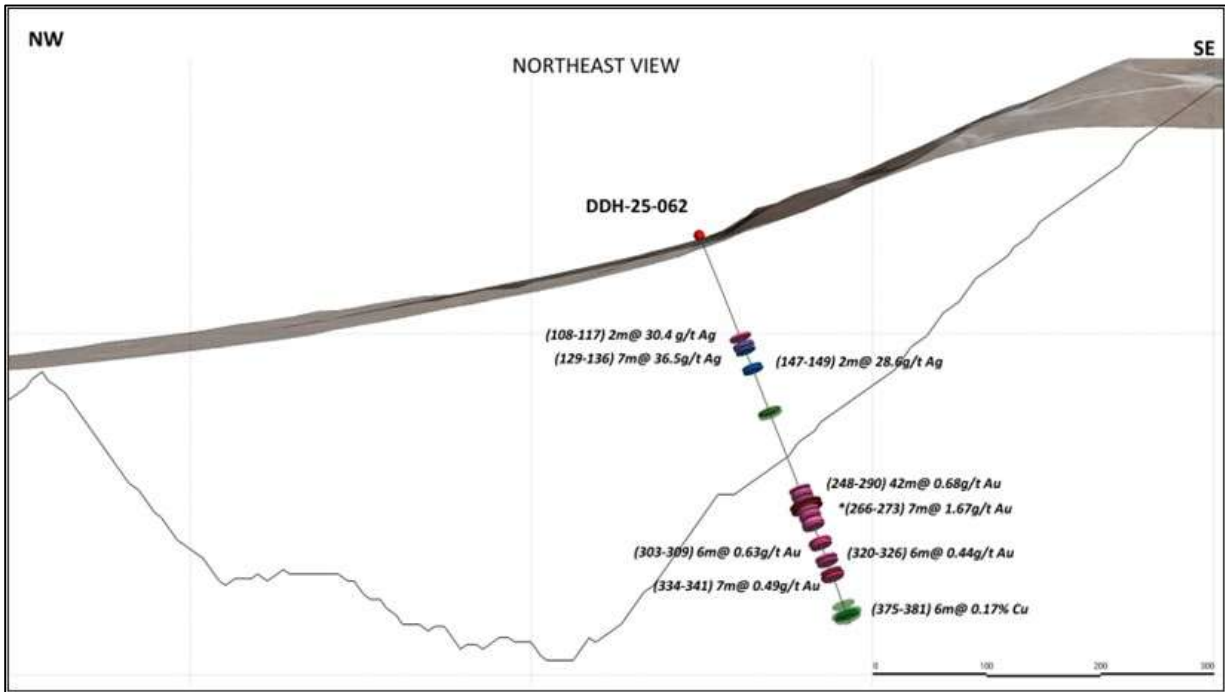 NW
SE
NORTHEAST VIEW
DDH-25-062
(108-117) 2m@ 30.4 g/t Ag
(129-136) 7m@ 36.5g/t Ag
(147-149) 2m@ 28.6g/t Ag
(248-290) 42m@ 0.68g/t Au
*(266-273) 7m@ 1.67g/t Au
(303-309) 6m@ 0.63g/t Au
(320-326) 6m@ 0.44g/t Au
(334-341) 7m@ 0.49g/t Au
(375-381) 6m@ 0.17% Cu
0 100 200 300